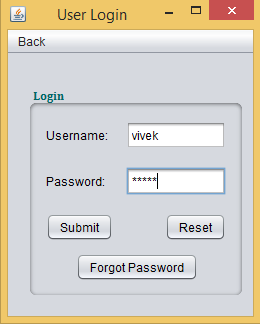 User Login
Back
Login
Username: vivek
Password: *****
Submit Reset
Forgot Password